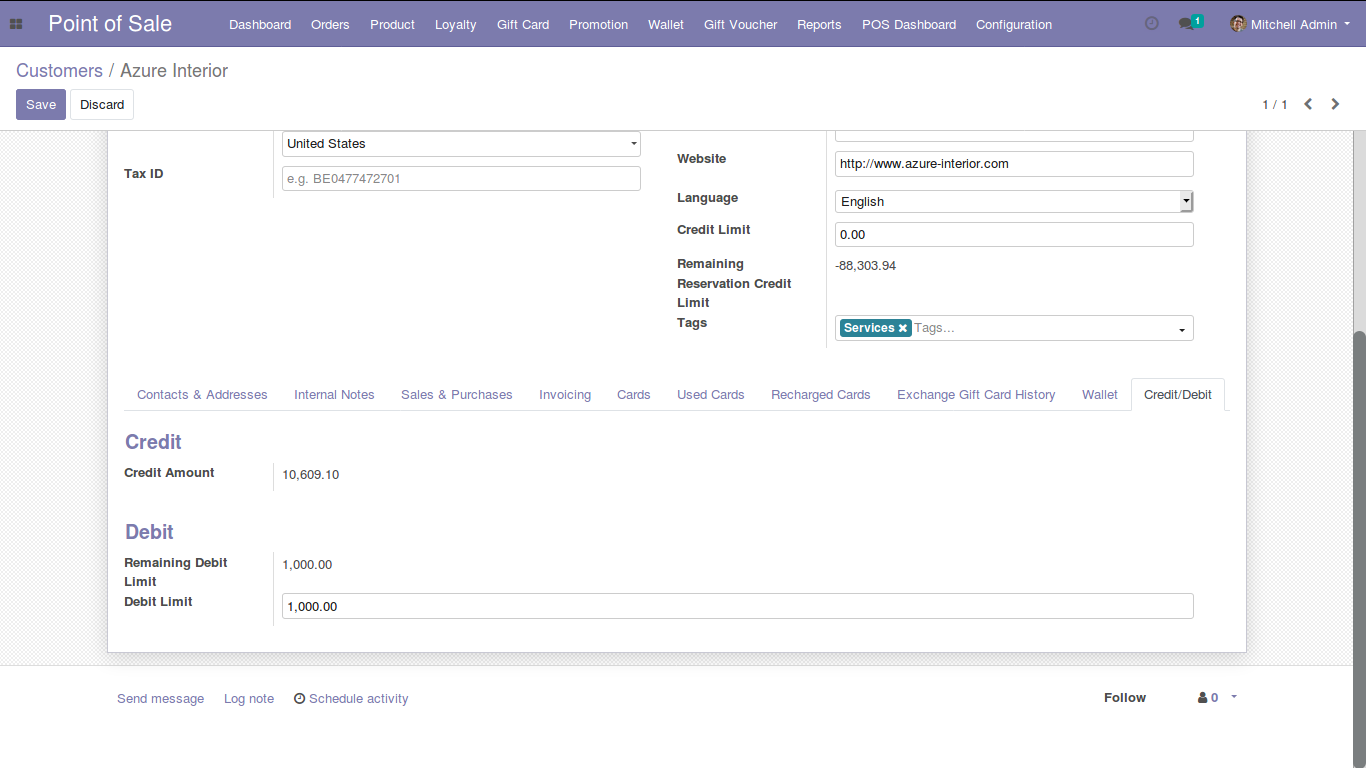 Point of Sale Dashboard Orders Product Loyalty Gift Card Promotion Wallet Gift Voucher Reports POS Dashboard Configuration 1 Mitchell Admin
Customers / Azure Interior
Save Discard 1 / 1
United States
Tax ID
e.g. BE0477472701
Website
http://www.azure-interior.com
Language
English
Credit Limit
0.00
Remaining
Reservation Credit
Limit
-88,303.94
Tags
Services Tags...
Contacts & Addresses Internal Notes Sales & Purchases Invoicing Cards Used Cards Recharged Cards Exchange Gift Card History Wallet Credit/Debit
Credit
Credit Amount
10,609.10
Debit
Remaining Debit
Limit
1,000.00
Debit Limit
1,000.00
Send message Log note Schedule activity Follow 0